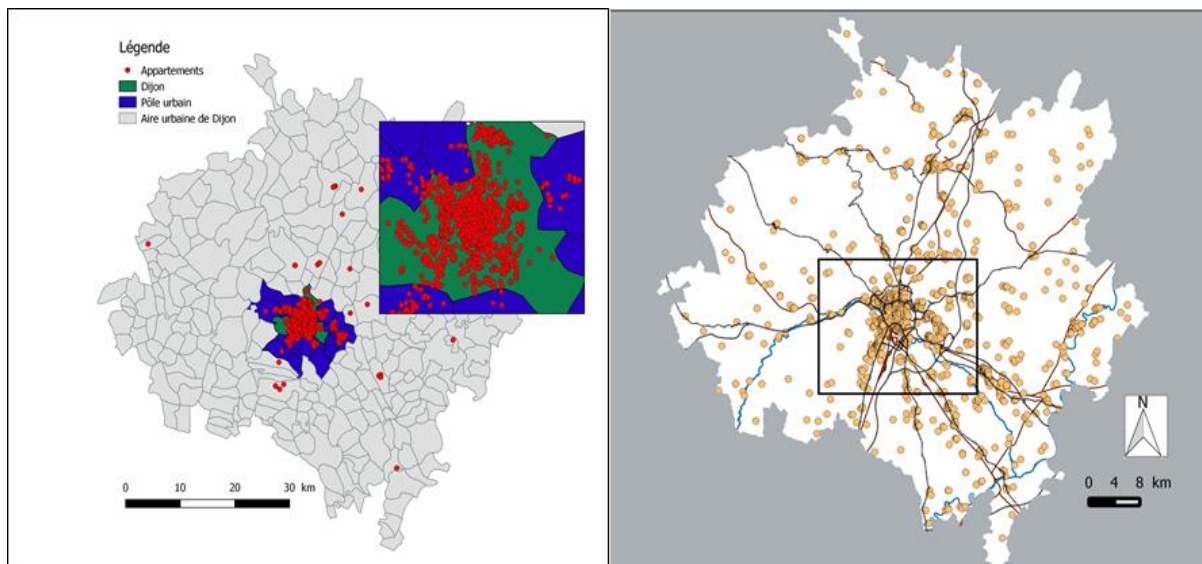 Légende
Appartements
Dijon
Pôle urbain
Aire urbaine de Dijon
0 10 20 30 km
N
0 4 8 km